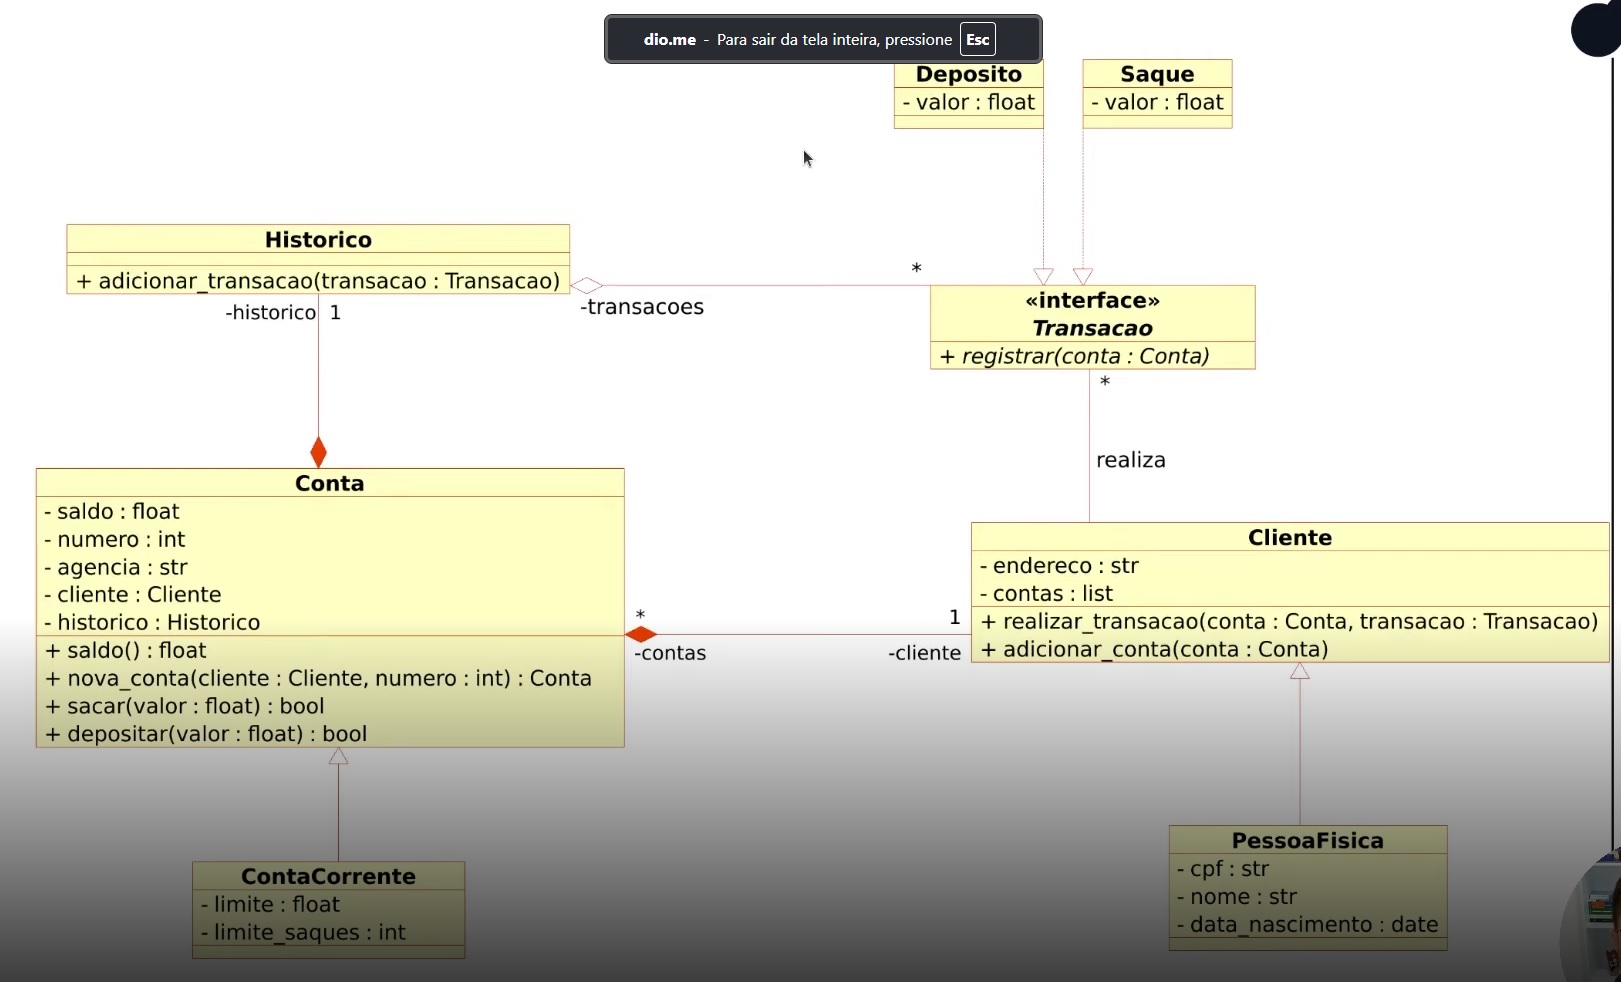 dio.me - Para sair da tela inteira, pressione Esc
Deposito
- valor : float
Saque
- valor : float
Historico
+ adicionar_transacao(transacao : Transacao)
-historico 1
*
-transacoes
«interface»
Transacao
+ registrar(conta : Conta)
*
realiza
Conta
- saldo : float
- numero : int
- agencia : str
- cliente : Cliente
- historico : Historico
+ saldo() : float
+ nova_conta(cliente : Cliente, numero : int) : Conta
+ sacar(valor : float) : bool
+ depositar(valor : float) : bool
* 1
-contas -cliente
Cliente
- endereco : str
- contas : list
+ realizar_transacao(conta : Conta, transacao : Transacao)
+ adicionar_conta(conta : Conta)
ContaCorrente
- limite : float
- limite_saques : int
PessoaFisica
- cpf : str
- nome : str
- data_nascimento : date